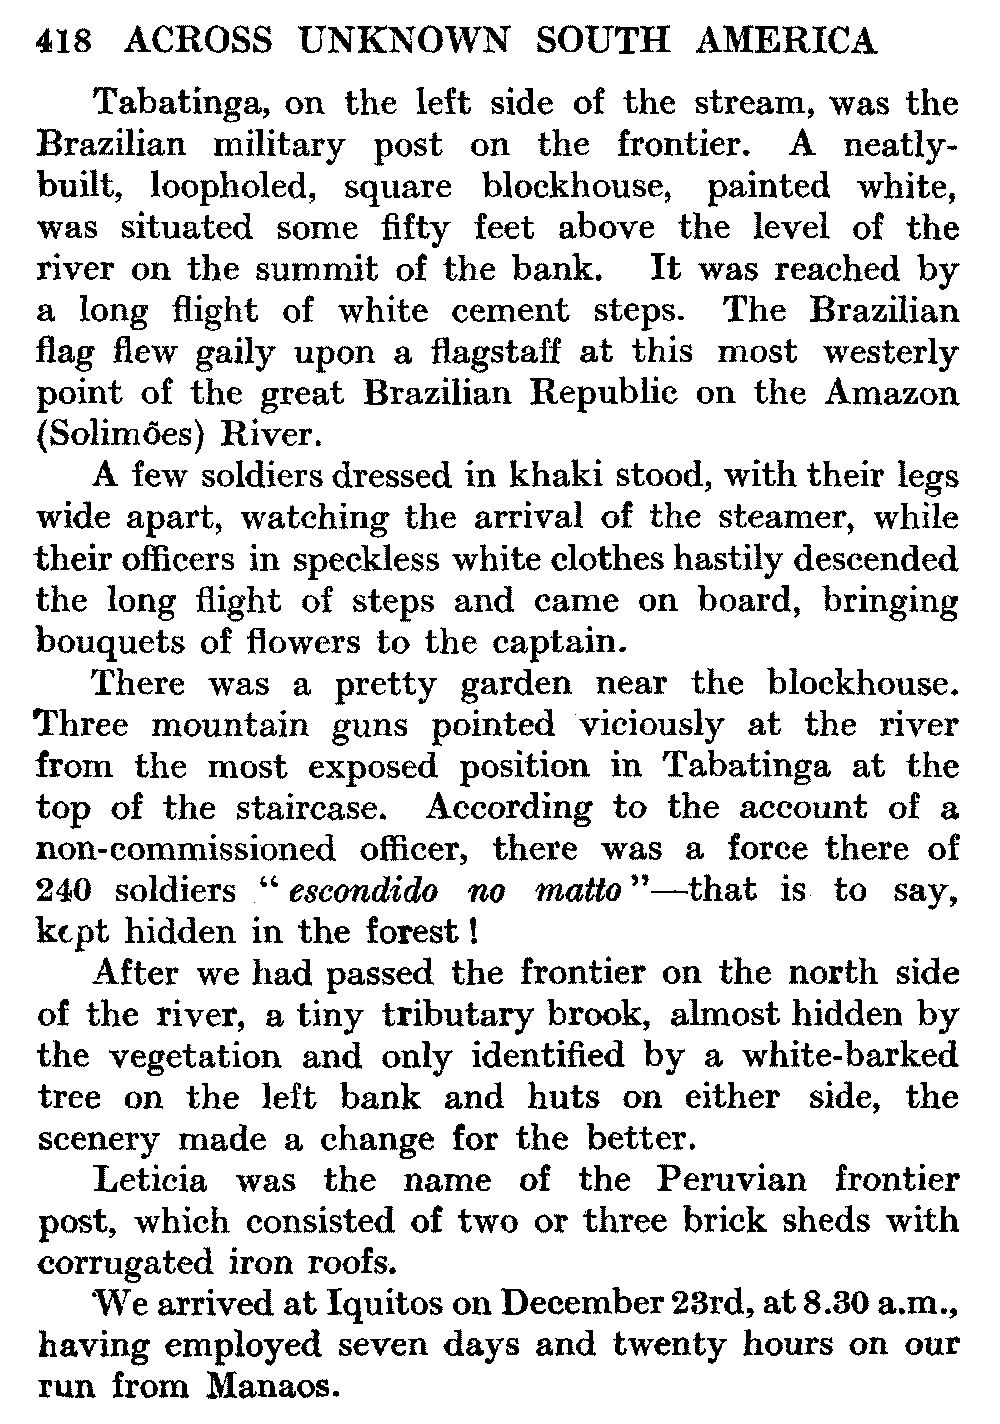 418 ACROSS UNKNOWN SOUTH AMERICA
Tabatinga, on the left side of the stream, was the
Brazilian military post on the frontier. A neatly-
built, loopholed, square blockhouse, painted white,
was situated some fifty feet above the level of the
river on the summit of the bank. It was reached by
a long flight of white cement steps. The Brazilian
flag flew gaily upon a flagstaff at this most westerly
point of the great Brazilian Republic on the Amazon
(Solimões) River.
A few soldiers dressed in khaki stood, with their legs
wide apart, watching the arrival of the steamer, while
their officers in speckless white clothes hastily descended
the long flight of steps and came on board, bringing
bouquets of flowers to the captain.
There was a pretty garden near the blockhouse.
Three mountain guns pointed viciously at the river
from the most exposed position in Tabatinga at the
top of the staircase. According to the account of a
non-commissioned officer, there was a force there of
240 soldiers “escondido no matto”—that is to say,
kept hidden in the forest!
After we had passed the frontier on the north side
of the river, a tiny tributary brook, almost hidden by
the vegetation and only identified by a white-barked
tree on the left bank and huts on either side, the
scenery made a change for the better.
Leticia was the name of the Peruvian frontier
post, which consisted of two or three brick sheds with
corrugated iron roofs.
We arrived at Iquitos on December 23rd, at 8.30 a.m.,
having employed seven days and twenty hours on our
run from Manaos.